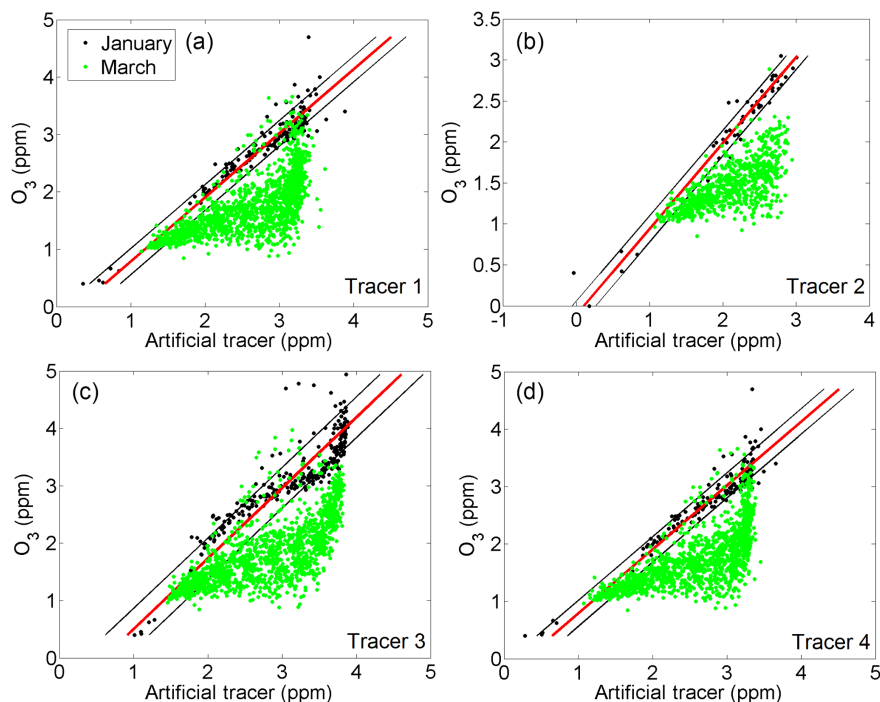 (a)
January
March
O3 (ppm)
5
4
3
2
1
0
0 1 2 3 4 5
Artificial tracer (ppm)
Tracer 1
(b)
O3 (ppm)
3.5
3
2.5
2
1.5
1
0.5
0
-1 0 1 2 3 4
Artificial tracer (ppm)
Tracer 2
(c)
O3 (ppm)
5
4
3
2
1
0
0 1 2 3 4 5
Artificial tracer (ppm)
Tracer 3
(d)
O3 (ppm)
5
4
3
2
1
0
0 1 2 3 4 5
Artificial tracer (ppm)
Tracer 4